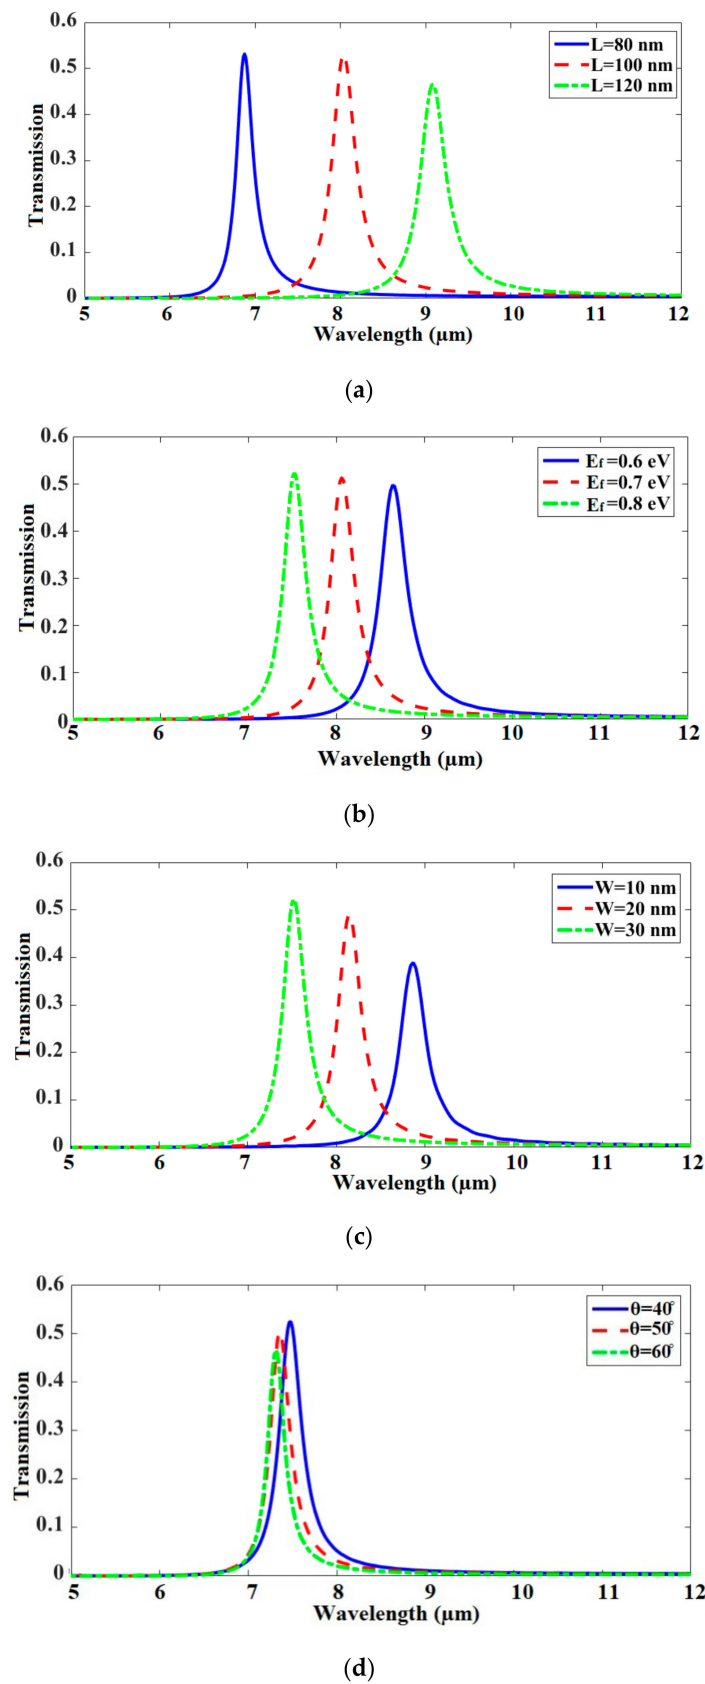 0.6
0.5
0.4
0.3
0.2
0.1
0
Transmission
L=80 nm
L=100 nm
L=120 nm
5 6 7 8 9 10 11 12
Wavelength (μm)
(a)
0.6
0.5
0.4
0.3
0.2
0.1
0
Transmission
Ef=0.6 eV
Ef=0.7 eV
Ef=0.8 eV
5 6 7 8 9 10 11 12
Wavelength (μm)
(b)
0.6
0.5
0.4
0.3
0.2
0.1
0
Transmission
W=10 nm
W=20 nm
W=30 nm
5 6 7 8 9 10 11 12
Wavelength (μm)
(c)
0.6
0.5
0.4
0.3
0.2
0.1
0
Transmission
θ=40°
θ=50°
θ=60°
5 6 7 8 9 10 11 12
Wavelength (μm)
(d)